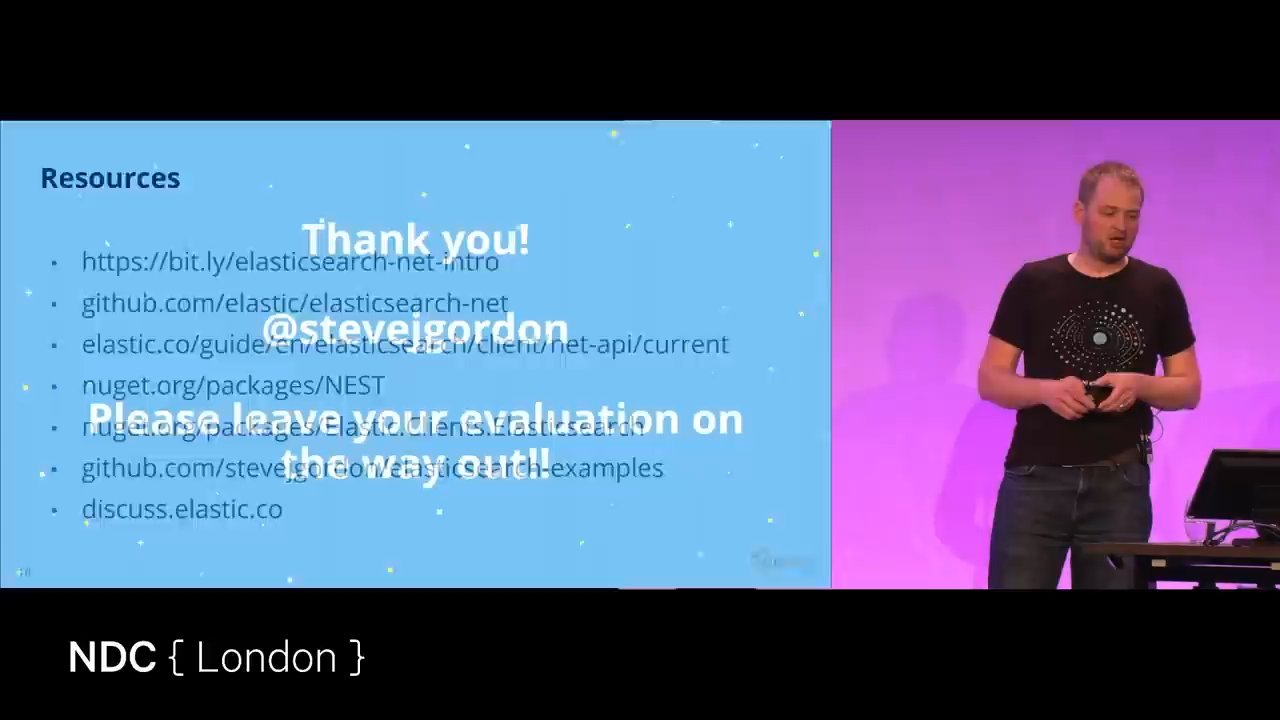 Resources
Thank you!
https://bit.ly/elasticsearch-net-intro
github.com/elastic/elasticsearch-net
@stevejgordon
elastic.co/guide/en/elasticsearch/client/net-api/current
nuget.org/packages/NEST
Please leave your evaluation on
nuget.org/packages/Elastic.Clients.Elasticsearch
the way out!!
github.com/stevejgordon/elasticsearch-examples
discuss.elastic.co
NDC { London }